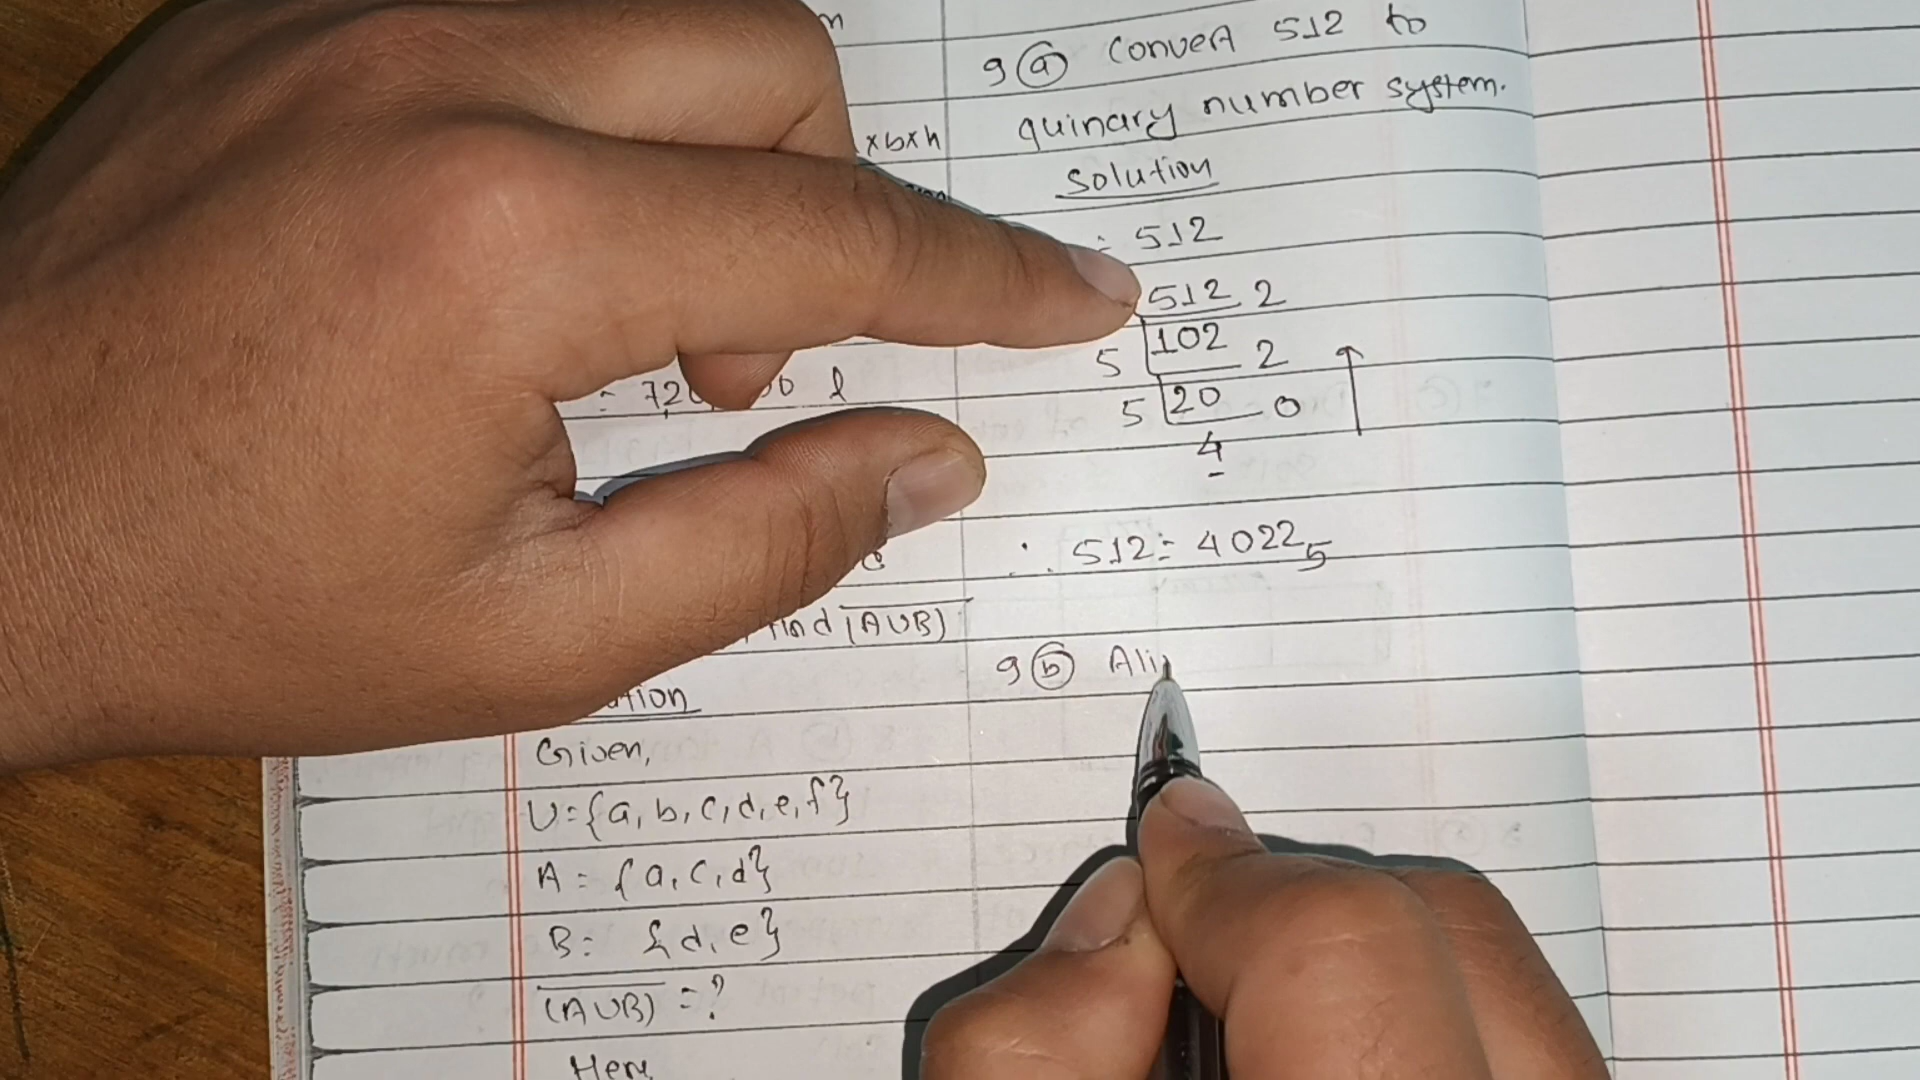 9 (a) Convert 512 to
quinary number system.
Solution
= 512
512 2
5 102 2
5 20 0
4
∴ 512 = 4022₅
9 (b) Ali
×b×h
l
find (A∪B)
Given,
U={a, b, c, d, e, f}
A = {a, c, d}
B = {d, e}
(A∪B) = ?
Here